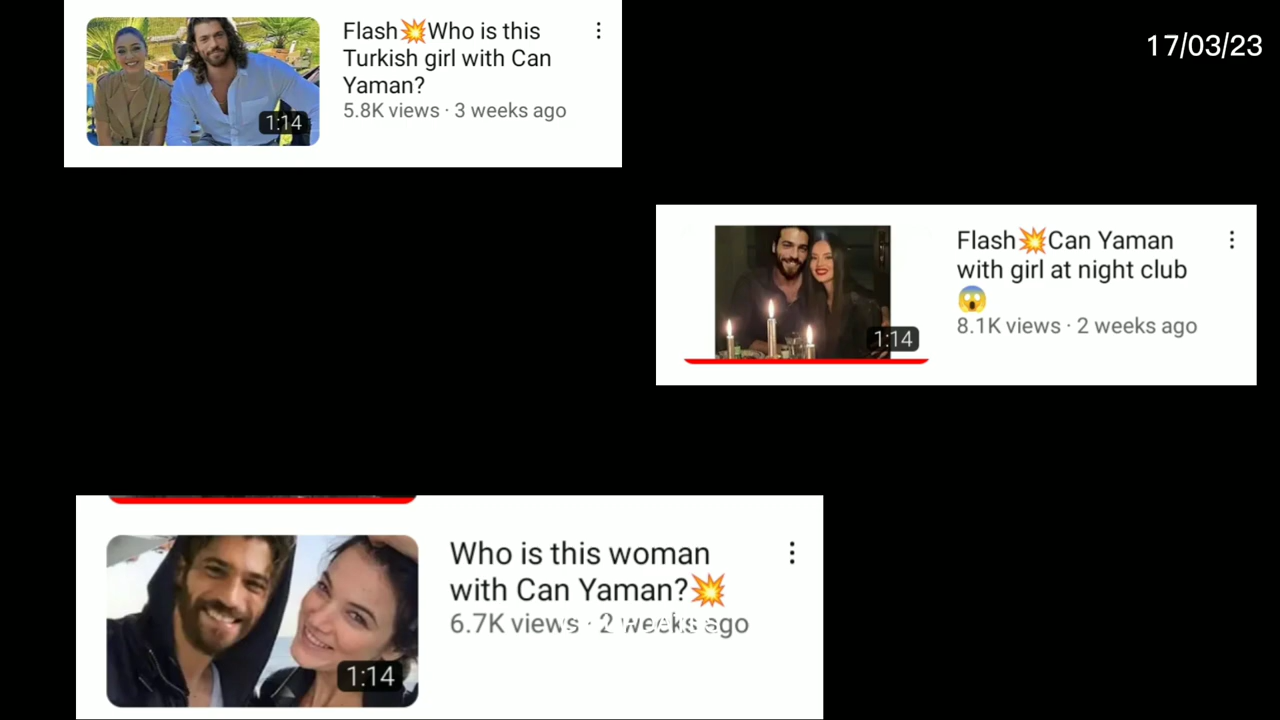 Flash💥Who is this
Turkish girl with Can
Yaman?
5.8K views · 3 weeks ago
1:14
17/03/23
Flash💥Can Yaman
with girl at night club
😱
8.1K views · 2 weeks ago
1:14
Who is this woman
with Can Yaman?💥
6.7K views · 2 weeks ago
1:14